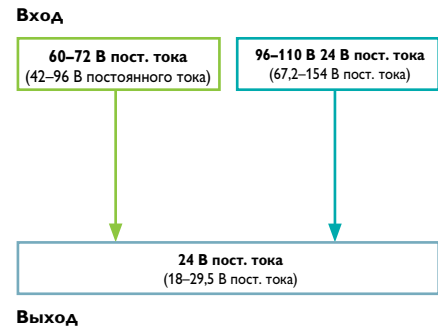 Вход
60–72 В пост. тока
(42–96 В постоянного тока)
96–110 В 24 В пост. тока
(67,2–154 В пост. тока)
24 В пост. тока
(18–29,5 В пост. тока)
Выход